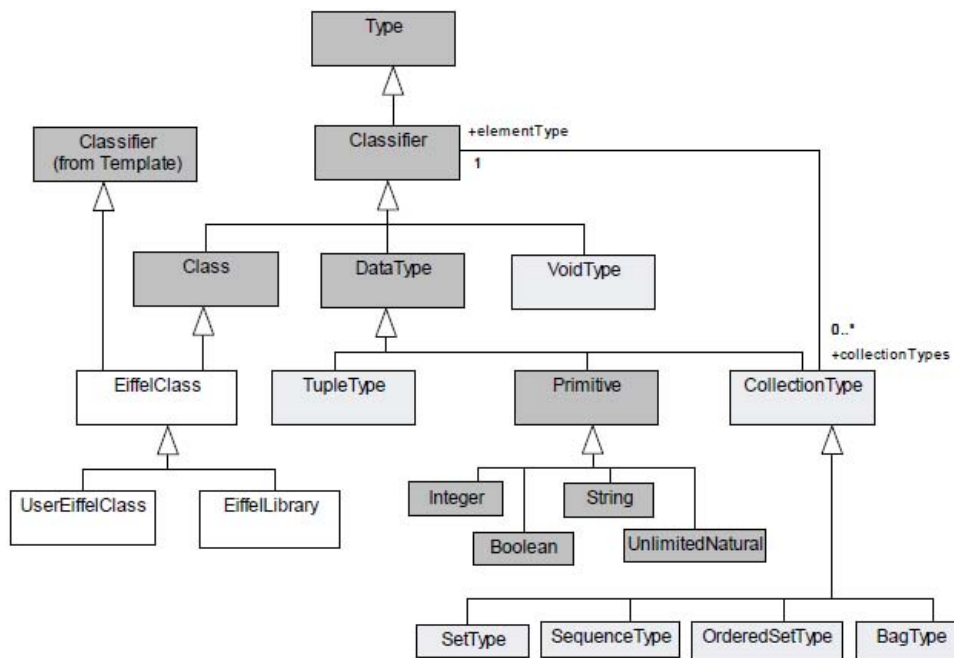 Type
Classifier
(from Template)
Classifier
+elementType
1
Class
DataType
VoidType
0..*
+collectionTypes
EiffelClass
TupleType
Primitive
CollectionType
UserEiffelClass
EiffelLibrary
Integer
String
Boolean
UnlimitedNatural
SetType
SequenceType
OrderedSetType
BagType